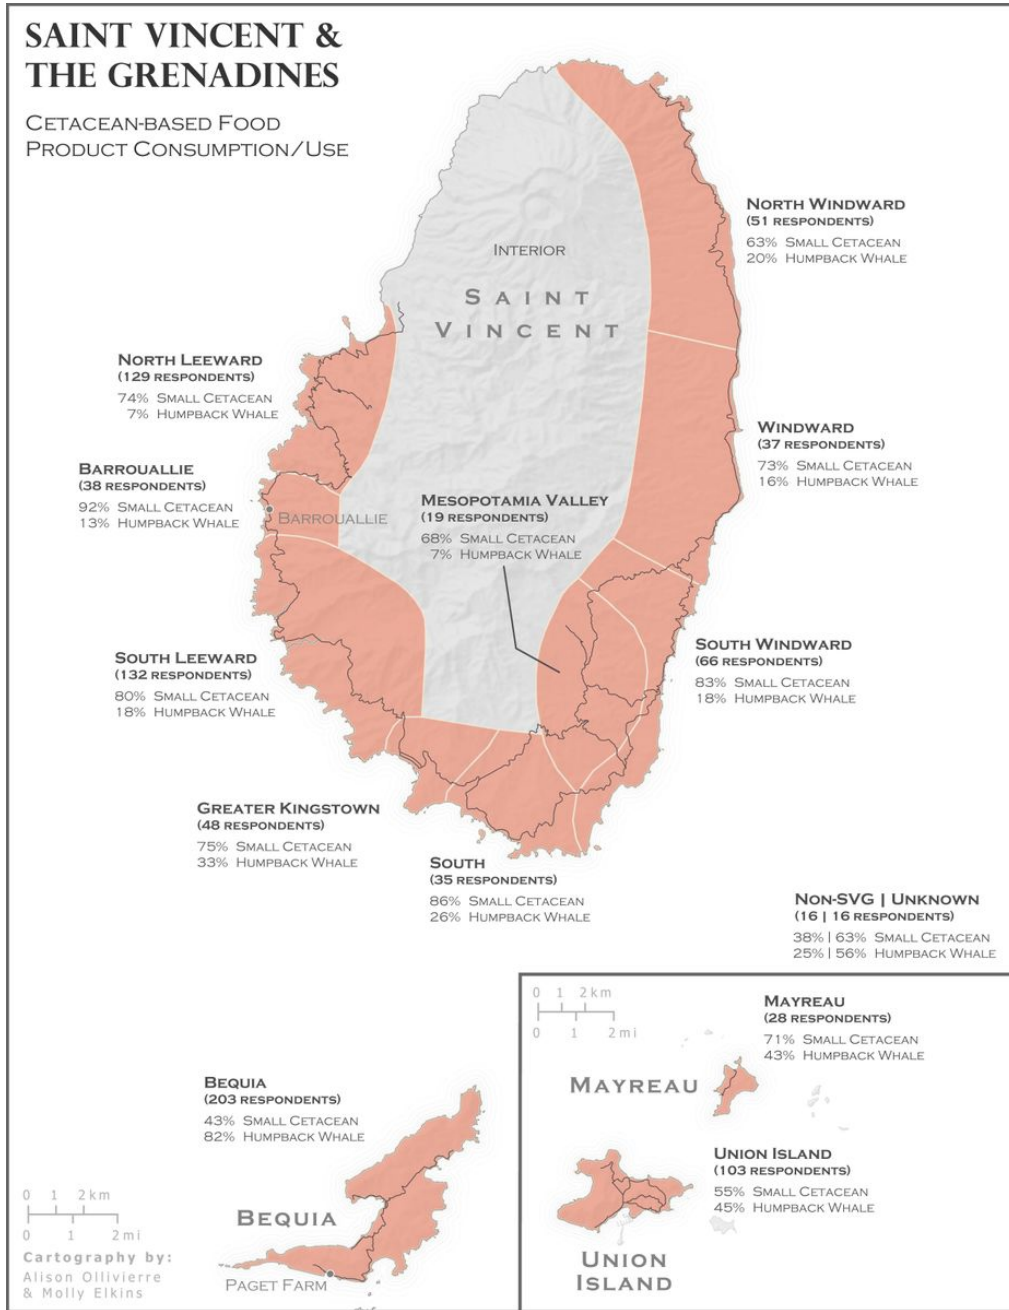 SAINT VINCENT &
THE GRENADINES
CETACEAN-BASED FOOD
PRODUCT CONSUMPTION/USE
NORTH WINDWARD
(51 RESPONDENTS)
63% SMALL CETACEAN
20% HUMPBACK WHALE
INTERIOR
SAINT
VINCENT
NORTH LEEWARD
(129 RESPONDENTS)
74% SMALL CETACEAN
7% HUMPBACK WHALE
WINDWARD
(37 RESPONDENTS)
73% SMALL CETACEAN
16% HUMPBACK WHALE
BARROUALLIE
(38 RESPONDENTS)
92% SMALL CETACEAN
13% HUMPBACK WHALE
BARROUALLIE
MESOPOTAMIA VALLEY
(19 RESPONDENTS)
68% SMALL CETACEAN
7% HUMPBACK WHALE
SOUTH LEEWARD
(132 RESPONDENTS)
80% SMALL CETACEAN
18% HUMPBACK WHALE
SOUTH WINDWARD
(66 RESPONDENTS)
83% SMALL CETACEAN
18% HUMPBACK WHALE
GREATER KINGSTOWN
(48 RESPONDENTS)
75% SMALL CETACEAN
33% HUMPBACK WHALE
SOUTH
(35 RESPONDENTS)
86% SMALL CETACEAN
26% HUMPBACK WHALE
NON-SVG | UNKNOWN
(16 | 16 RESPONDENTS)
38% | 63% SMALL CETACEAN
25% | 56% HUMPBACK WHALE
0 1 2 km
0 1 2 mi
MAYREAU
(28 RESPONDENTS)
71% SMALL CETACEAN
43% HUMPBACK WHALE
MAYREAU
UNION ISLAND
(103 RESPONDENTS)
55% SMALL CETACEAN
45% HUMPBACK WHALE
UNION
ISLAND
BEQUIA
(203 RESPONDENTS)
43% SMALL CETACEAN
82% HUMPBACK WHALE
BEQUIA
PAGET FARM
0 1 2 km
0 1 2 mi
Cartography by:
Alison Ollivierre
& Molly Elkins